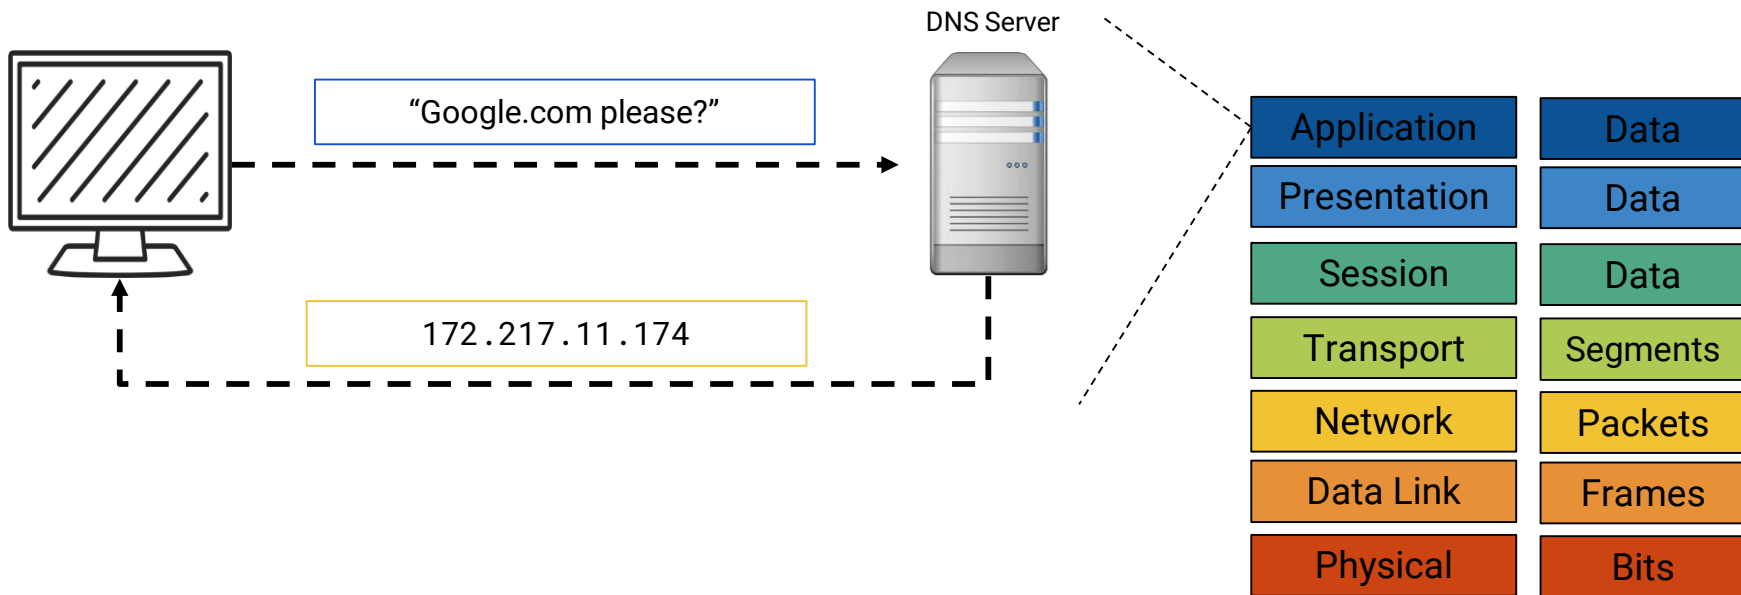 DNS Server
“Google.com please?”
172.217.11.174
Application
Data
Presentation
Data
Session
Data
Transport
Segments
Network
Packets
Data Link
Frames
Physical
Bits